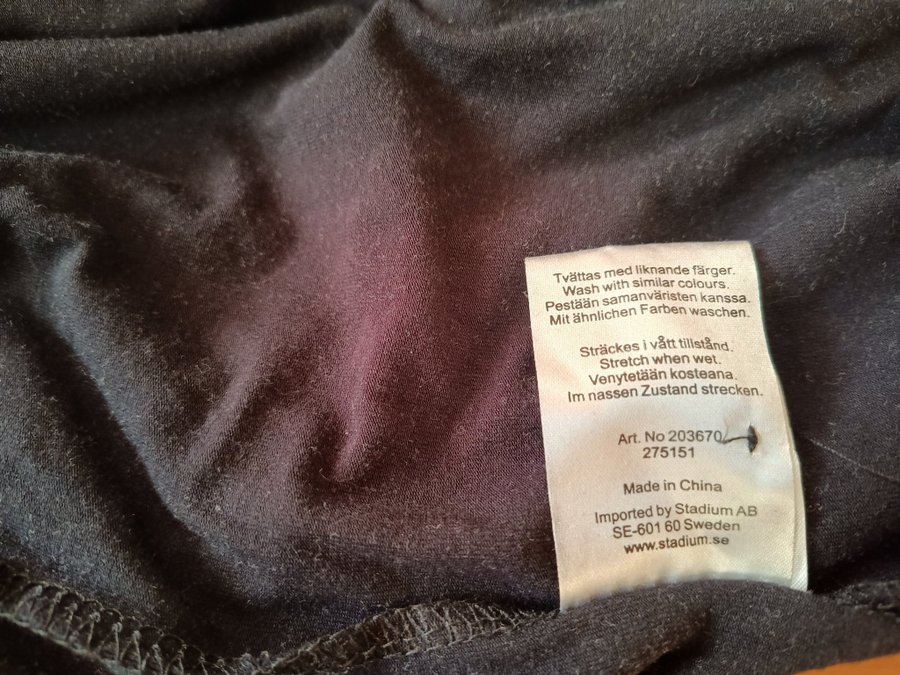 Tvättas med liknande färger.
Wash with similar colours.
Pestään samanväristen kanssa.
Mit ähnlichen Farben waschen.
Sträckes i vått tillstånd.
Stretch when wet.
Venytetään kosteana.
Im nassen Zustand strecken.
Art. No 203670
275151
Made in China
Imported by Stadium AB
SE-601 60 Sweden
www.stadium.se